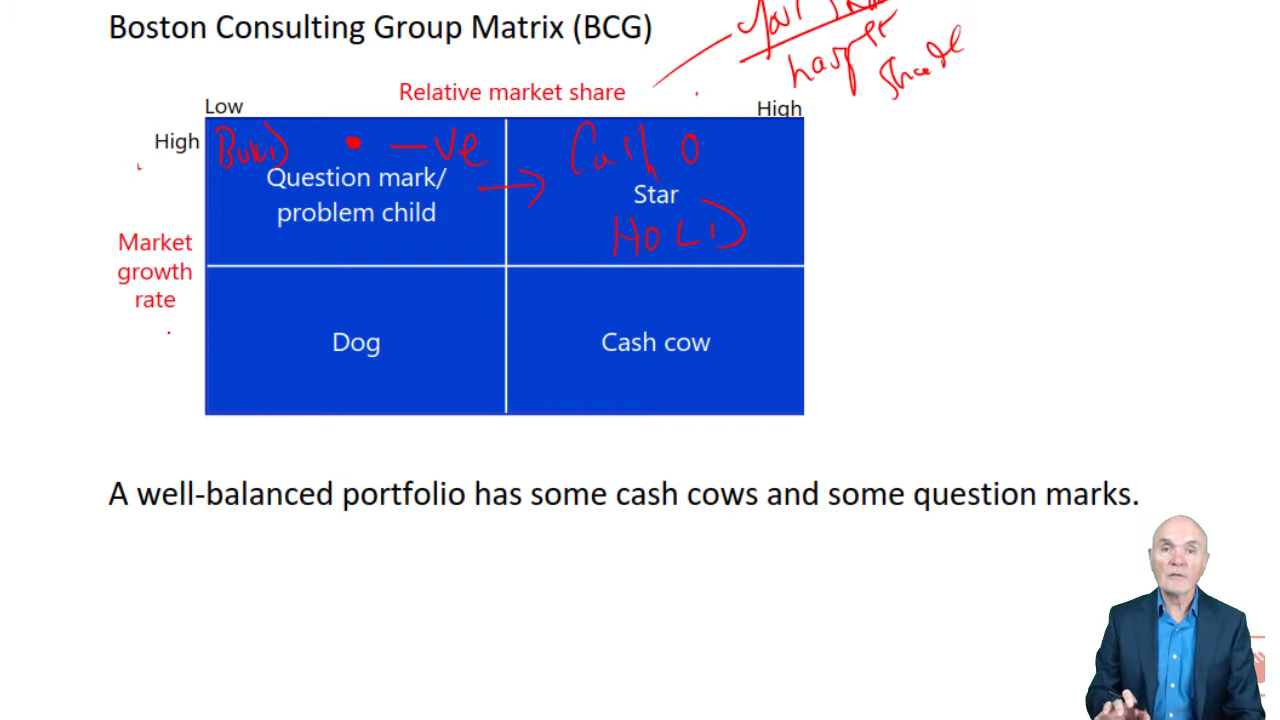 Boston Consulting Group Matrix (BCG)
share
Relative market share
Low
High
High
Build
-ve
Cash 0
Question mark/
problem child
Star
HOLD
Market
growth
rate
Dog
Cash cow
A well-balanced portfolio has some cash cows and some question marks.